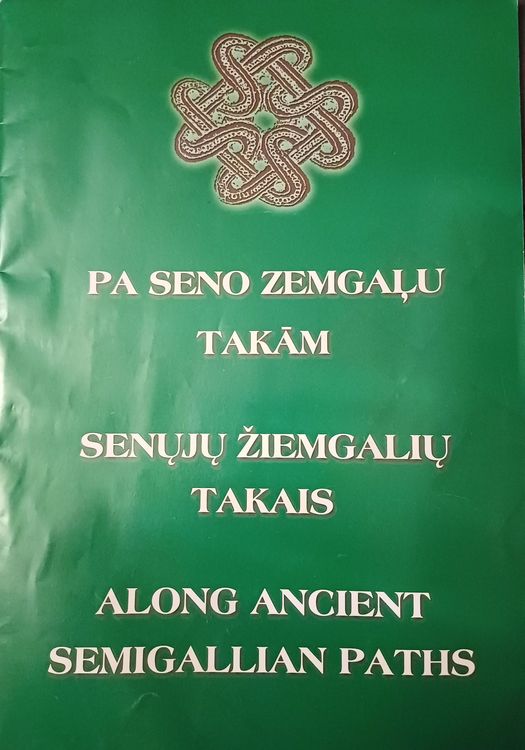 PA SENO ZEMGAĻU
TAKĀM
SENŲJŲ ŽIEMGALIŲ
TAKAIS
ALONG ANCIENT
SEMIGALLIAN PATHS